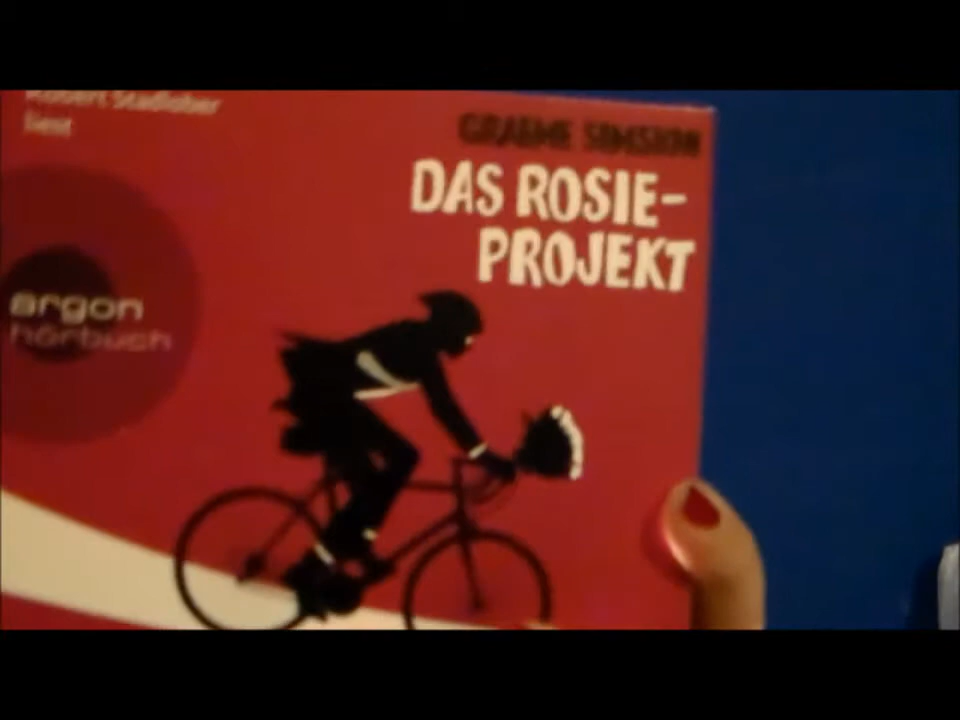 Robert Stadlober
liest
GRAEME SIMSION
DAS ROSIE-
PROJEKT
argon
hörbuch